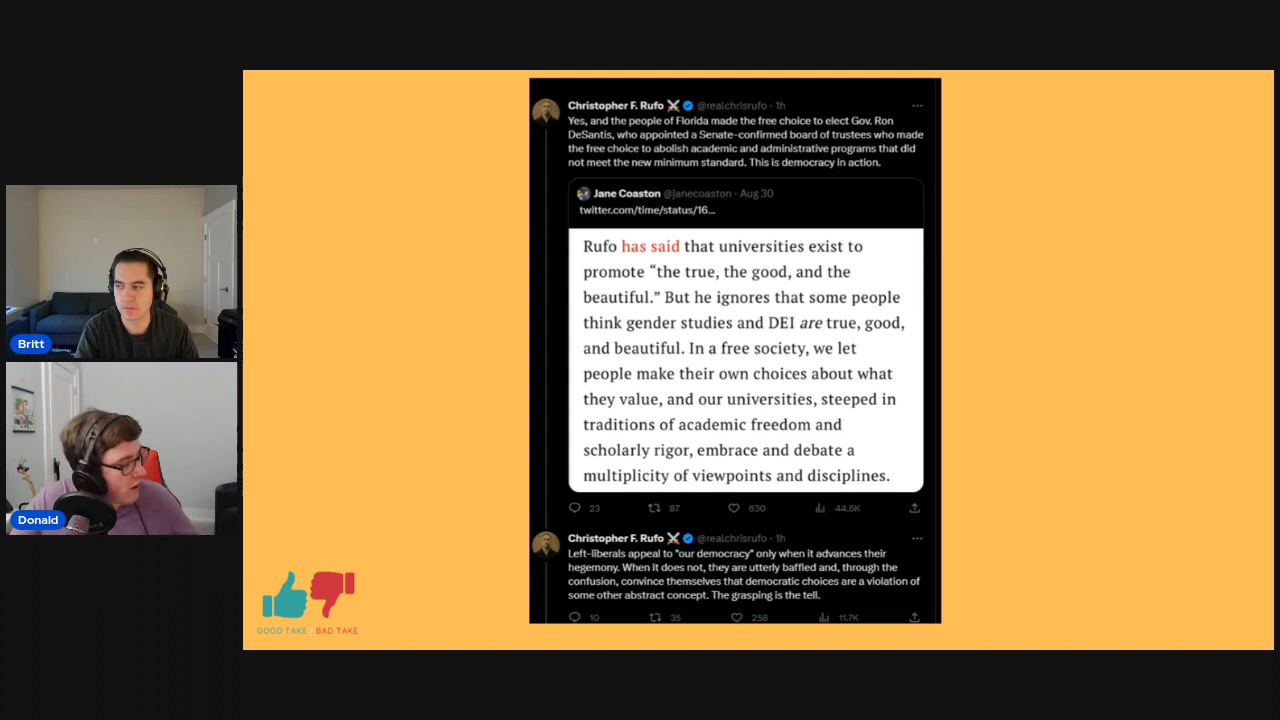 Christopher F. Rufo @realchrisrufo · 1h ...
Yes, and the people of Florida made the free choice to elect Gov. Ron
DeSantis, who appointed a Senate-confirmed board of trustees who made
the free choice to abolish academic and administrative programs that did
not meet the new minimum standard. This is democracy in action.
Jane Coaston @janecoaston · Aug 30
twitter.com/time/status/16...
Rufo has said that universities exist to
promote “the true, the good, and the
beautiful.” But he ignores that some people
think gender studies and DEI are true, good,
and beautiful. In a free society, we let
people make their own choices about what
they value, and our universities, steeped in
traditions of academic freedom and
scholarly rigor, embrace and debate a
multiplicity of viewpoints and disciplines.
23 87 630 44.6K
Christopher F. Rufo @realchrisrufo · 1h ...
Left-liberals appeal to "our democracy" only when it advances their
hegemony. When it does not, they are utterly baffled and, through the
confusion, convince themselves that democratic choices are a violation of
some other abstract concept. The grasping is the tell.
10 35 258 11.7K
Britt
Donald
GOOD TAKE BAD TAKE